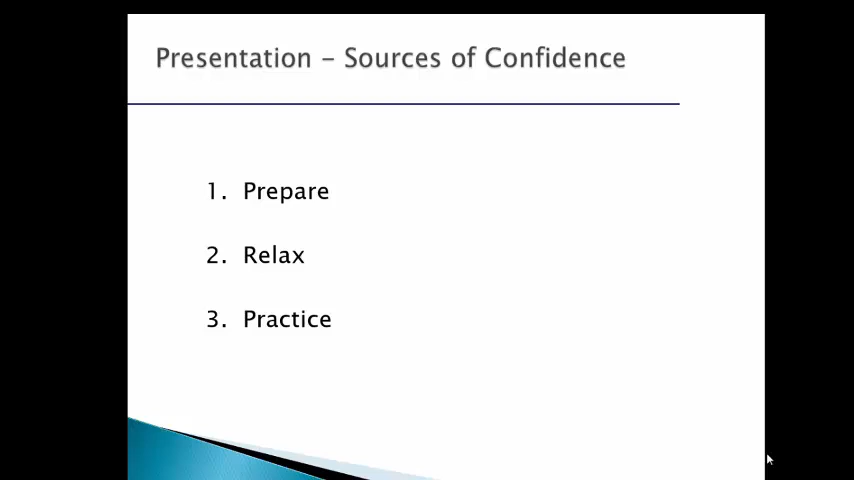 Presentation – Sources of Confidence
1. Prepare
2. Relax
3. Practice